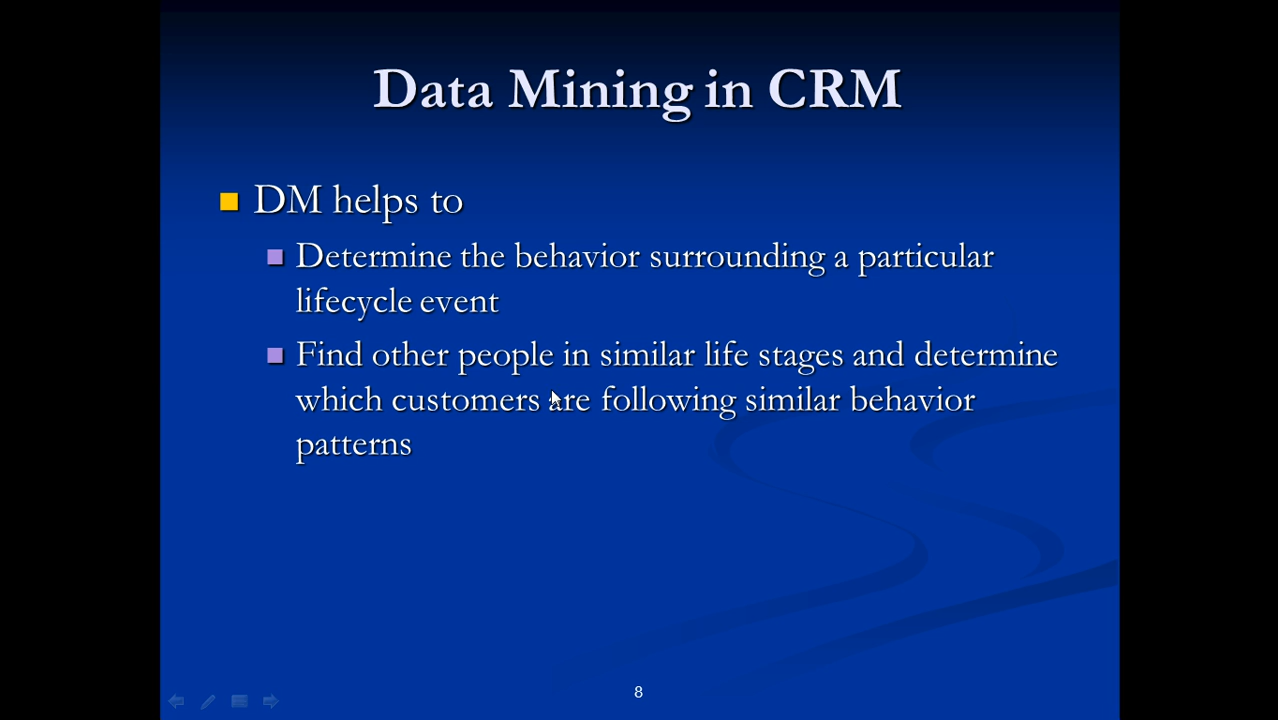 Data Mining in CRM
DM helps to
Determine the behavior surrounding a particular
lifecycle event
Find other people in similar life stages and determine
which customers are following similar behavior
patterns
8